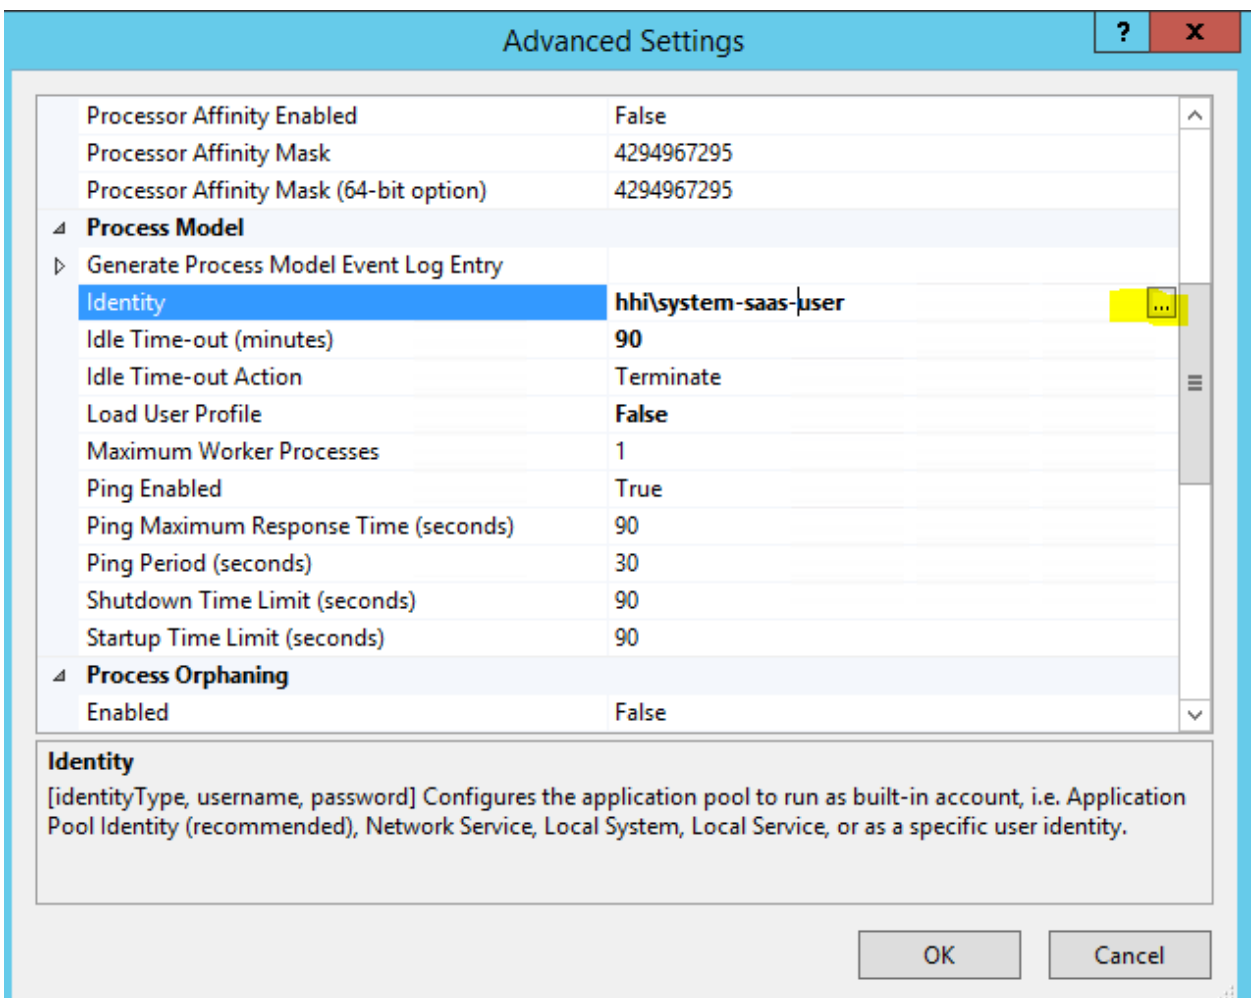 Advanced Settings
?
x
Processor Affinity Enabled False
Processor Affinity Mask 4294967295
Processor Affinity Mask (64-bit option) 4294967295
Process Model
Generate Process Model Event Log Entry
Identity hhi\system-saas-user ...
Idle Time-out (minutes) 90
Idle Time-out Action Terminate
Load User Profile False
Maximum Worker Processes 1
Ping Enabled True
Ping Maximum Response Time (seconds) 90
Ping Period (seconds) 30
Shutdown Time Limit (seconds) 90
Startup Time Limit (seconds) 90
Process Orphaning
Enabled False
Identity
[identityType, username, password] Configures the application pool to run as built-in account, i.e. Application
Pool Identity (recommended), Network Service, Local System, Local Service, or as a specific user identity.
OK Cancel